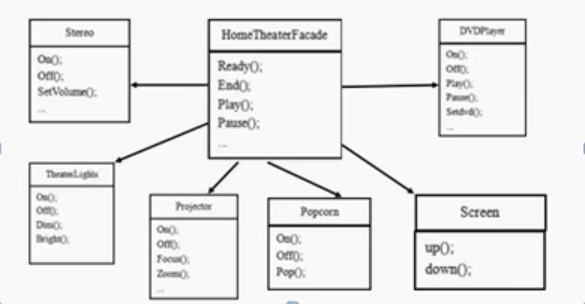 Stereo
On();
Off();
SetVolume();
...
HomeTheaterFacade
Ready();
End();
Play();
Pause();
...
DVDPlayer
On();
Off();
Play();
Pause();
Setdvd();
...
TheaterLights
On();
Off();
Dim();
Bright();
Projector
On();
Off();
Focus();
Zoom();
...
Popcorn
On();
Off();
Pop();
Screen
up();
down();